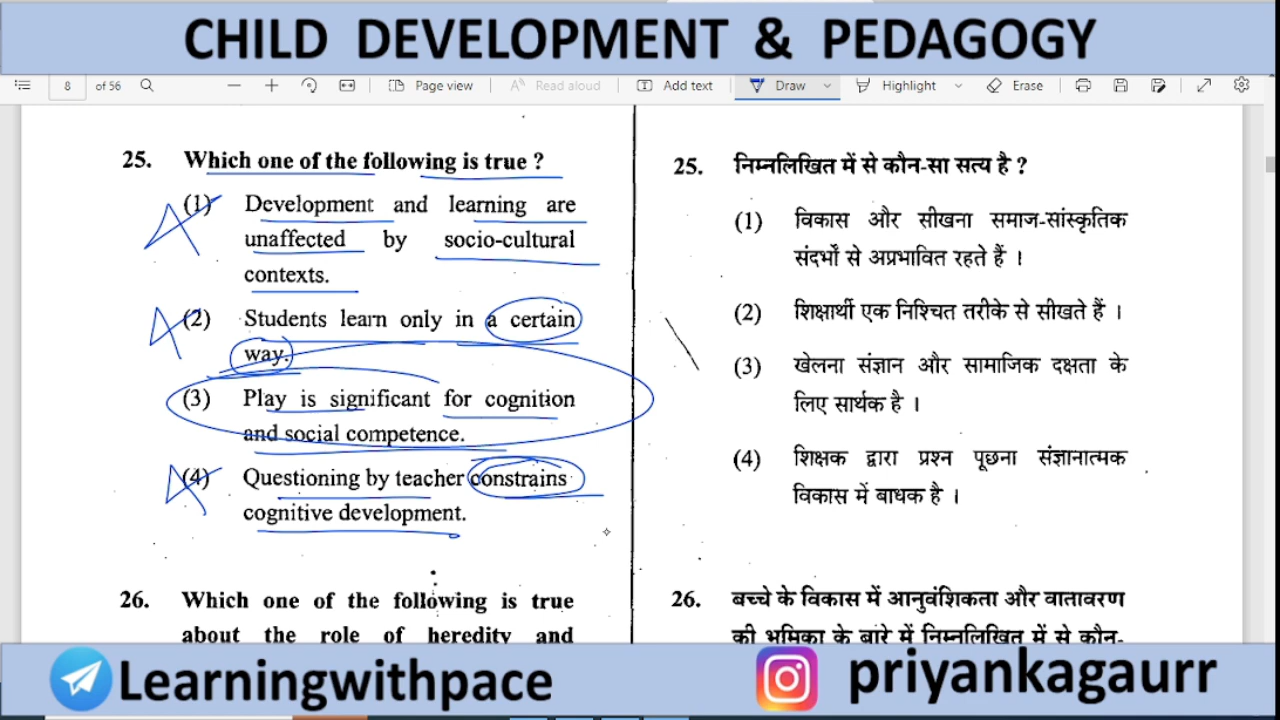 CHILD DEVELOPMENT & PEDAGOGY
8 of 56 Page view Read aloud Add text Draw Highlight Erase
25. Which one of the following is true ?
(1) Development and learning are
unaffected by socio-cultural
contexts.
(2) Students learn only in a certain
way.
(3) Play is significant for cognition
and social competence.
(4) Questioning by teacher constrains
cognitive development.
26. Which one of the following is true
about the role of heredity and
25. निम्नलिखित में से कौन-सा सत्य है ?
(1) विकास और सीखना समाज-सांस्कृतिक
संदर्भों से अप्रभावित रहते हैं ।
(2) शिक्षार्थी एक निश्चित तरीके से सीखते हैं ।
(3) खेलना संज्ञान और सामाजिक दक्षता के
लिए सार्थक है ।
(4) शिक्षक द्वारा प्रश्न पूछना संज्ञानात्मक
विकास में बाधक है ।
26. बच्चे के विकास में आनुवंशिकता और वातावरण
की भूमिका के बारे में निम्नलिखित में से कौन-
Learningwithpace
priyankagaurr